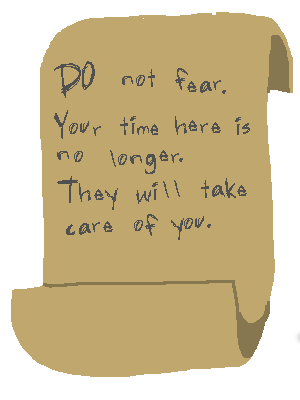 DO not fear.
Your time here is
no longer.
They will take
care of you.